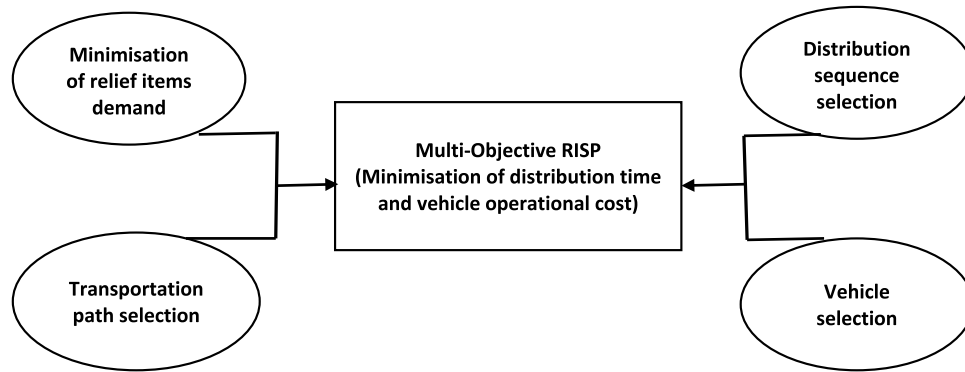 Minimisation
of relief items
demand
Distribution
sequence
selection
Multi-Objective RISP
(Minimisation of distribution time
and vehicle operational cost)
Transportation
path selection
Vehicle
selection